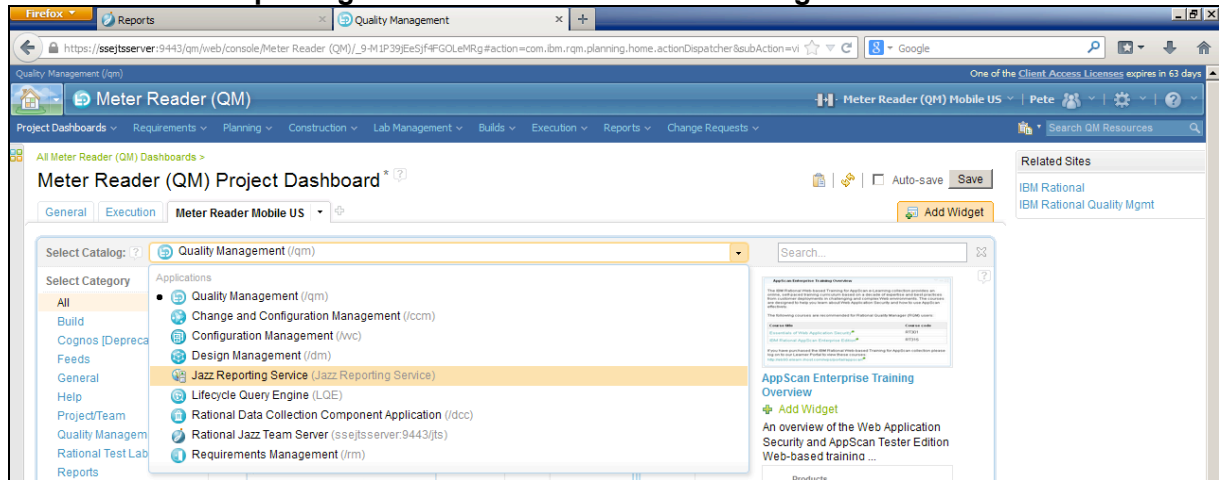 Firefox
Reports
Quality Management
https://ssejtsserver:9443/qm/web/console/Meter Reader (QM)/_9-M1P39jEeSjf4FGOLeMRg#action=com.ibm.rqm.planning.home.actionDispatcher&subAction=vi
Google
Quality Management (/qm)
One of the Client Access Licenses expires in 63 days
Meter Reader (QM)
Meter Reader (QM) Mobile US
Pete
Project Dashboards
Requirements
Planning
Construction
Lab Management
Builds
Execution
Reports
Change Requests
Search QM Resources
All Meter Reader (QM) Dashboards >
Meter Reader (QM) Project Dashboard *
Auto-save
Save
Related Sites
IBM Rational
IBM Rational Quality Mgmt
General
Execution
Meter Reader Mobile US
Add Widget
Select Catalog:
Quality Management (/qm)
Search...
Select Category
All
Build
Cognos [Depreca
Feeds
General
Help
Project/Team
Quality Managem
Rational Test Lab
Reports
Applications
Quality Management (/qm)
Change and Configuration Management (/ccm)
Configuration Management (/vvc)
Design Management (/dm)
Jazz Reporting Service (Jazz Reporting Service)
Lifecycle Query Engine (LQE)
Rational Data Collection Component Application (/dcc)
Rational Jazz Team Server (ssejtsserver:9443/jts)
Requirements Management (/rm)
AppScan Enterprise Training Overview
Course title
Course code
AppScan Enterprise Training
Overview
Add Widget
An overview of the Web Application
Security and AppScan Tester Edition
Web-based training ...
Products